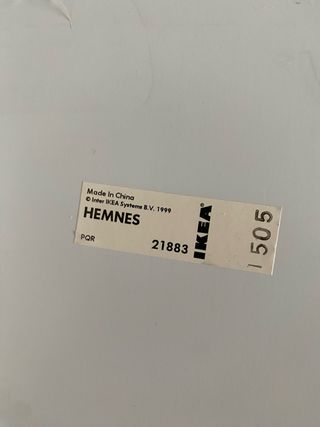 Made in China
© Inter IKEA Systems B.V. 1999
HEMNES
PQR
21883
IKEA®
1505